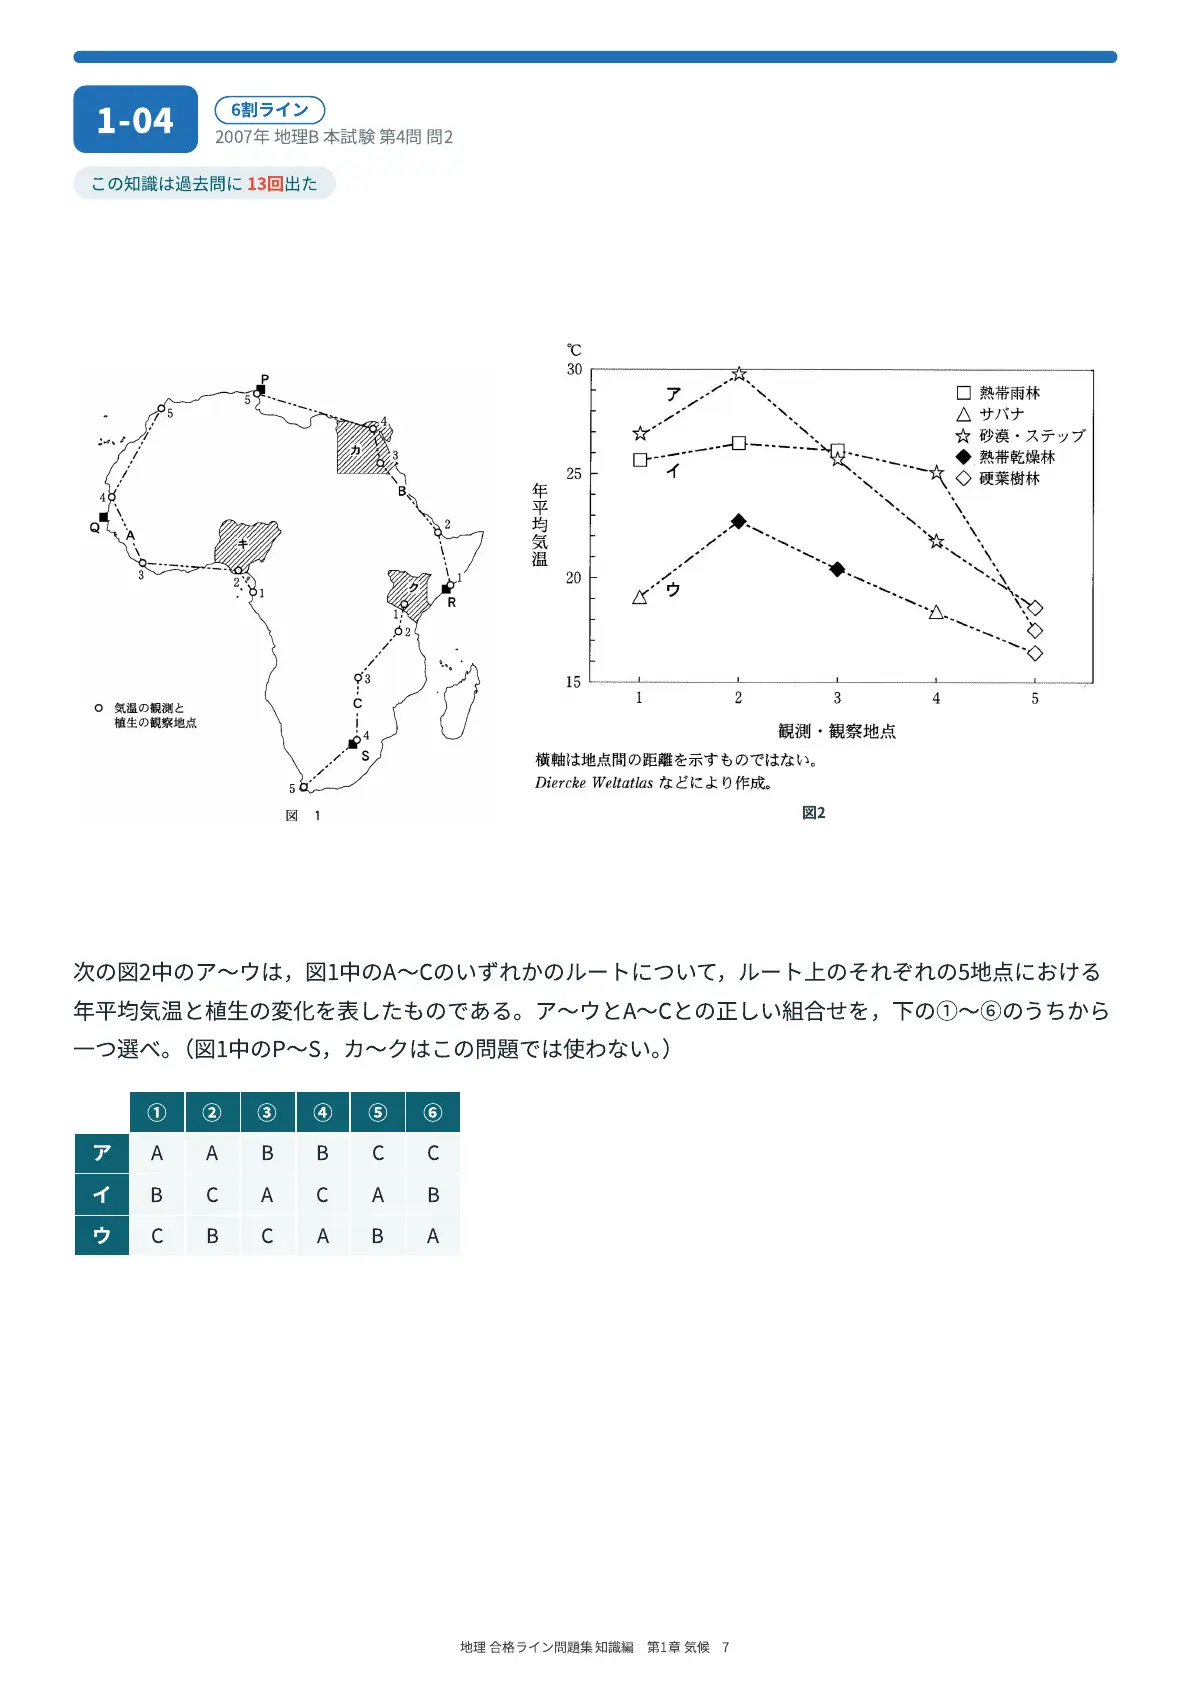 1-04
6割ライン
2007年 地理B 本試験 第4問 問2
この知識は過去問に 13回出た
P
5
5
4
カ
3
4
B
Q
A
キ
2
3
2
1
1
ク
R
1
2
3
C
4
S
5
気温の観測と
植生の観察地点
図 1
℃
30
25
20
15
年平均気温
ア
イ
ウ
熱帯雨林
サバナ
砂漠・ステップ
熱帯乾燥林
硬葉樹林
1 2 3 4 5
観測・観察地点
横軸は地点間の距離を示すものではない。
Diercke Weltatlas などにより作成。
図2
次の図2中のア〜ウは，図1中のA〜Cのいずれかのルートについて，ルート上のそれぞれの5地点における
年平均気温と植生の変化を表したものである。ア〜ウとA〜Cとの正しい組合せを，下の①〜⑥のうちから
一つ選べ。（図1中のP〜S，カ〜クはこの問題では使わない。）
① ② ③ ④ ⑤ ⑥
ア A A B B C C
イ B C A C A B
ウ C B C A B A
地理 合格ライン問題集 知識編 第1章 気候 7